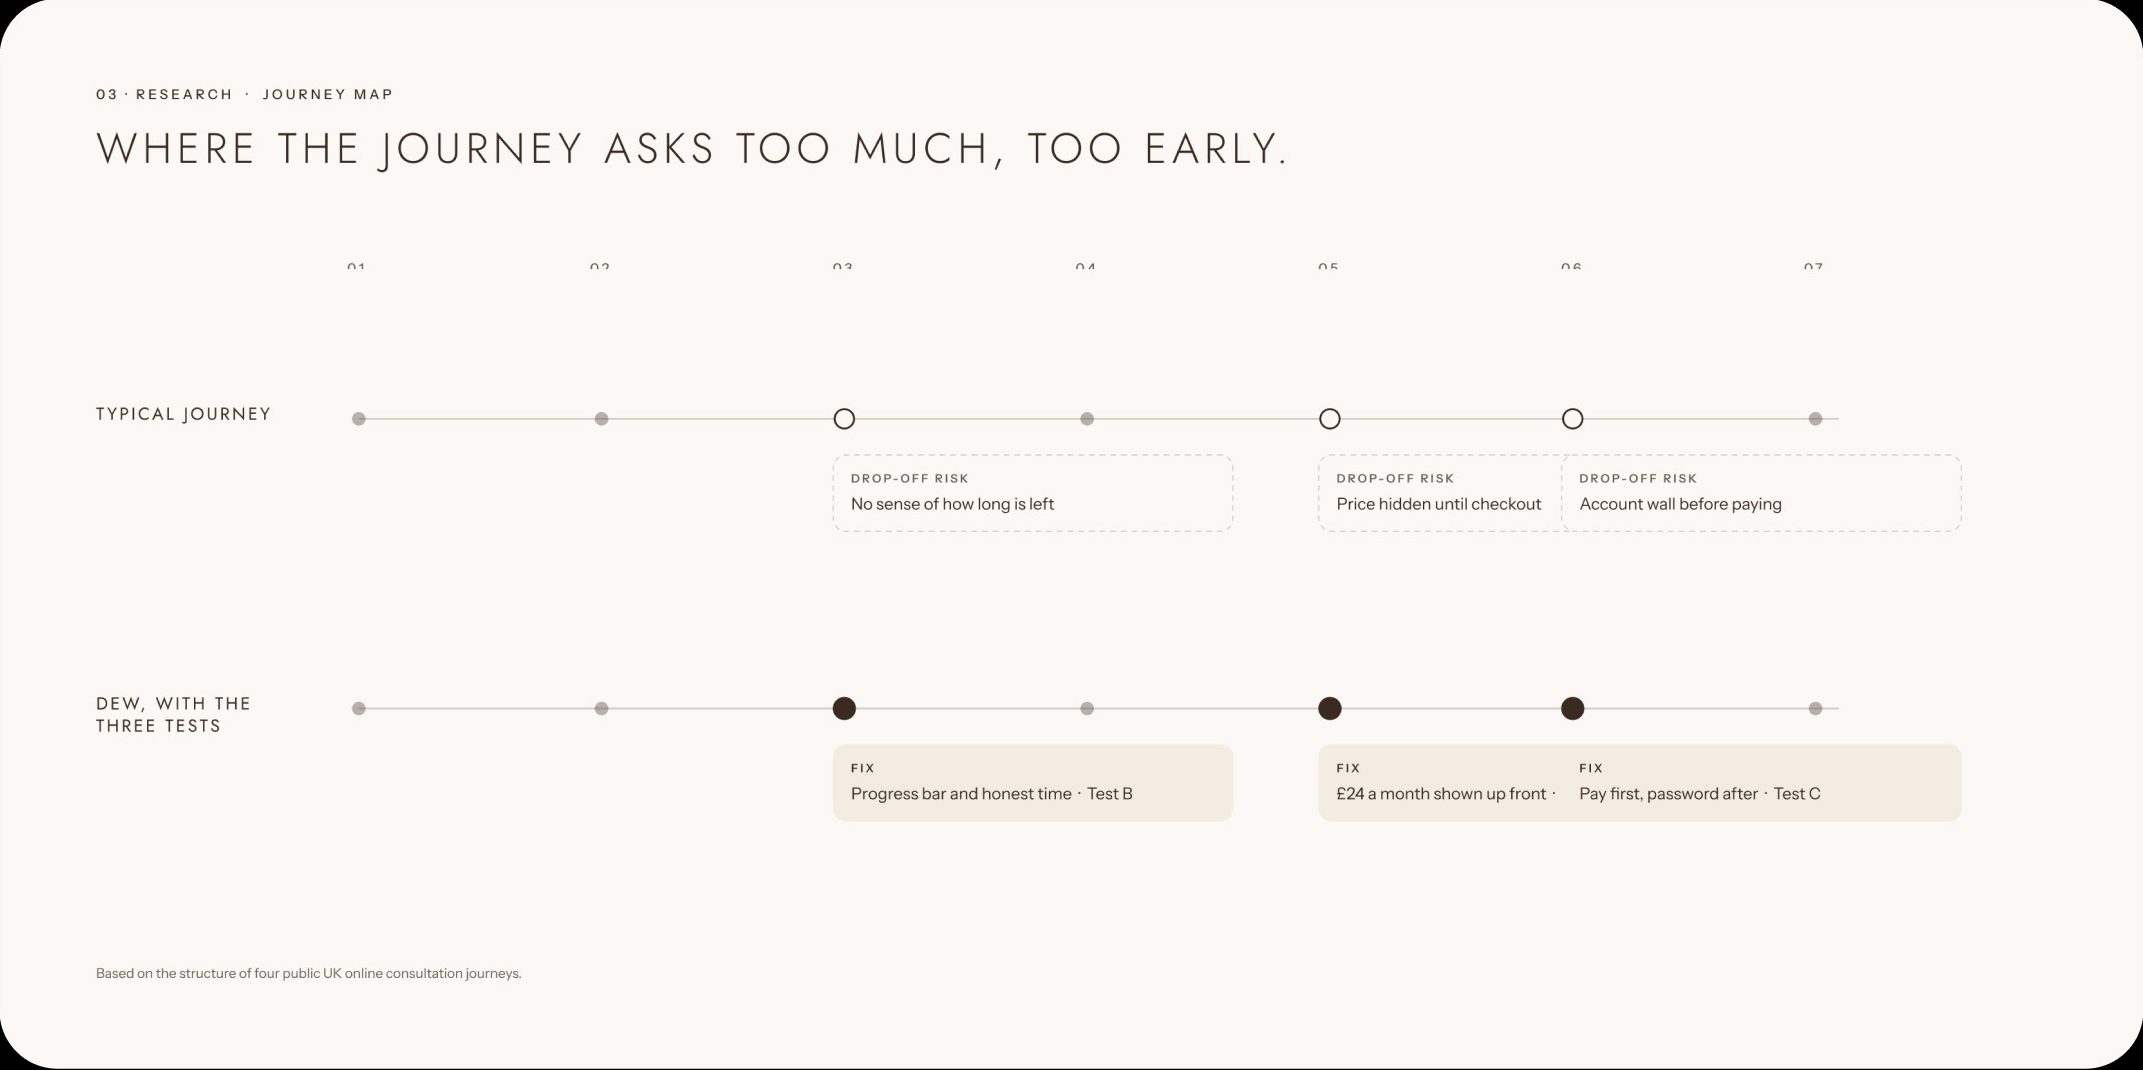 03 · RESEARCH · JOURNEY MAP
WHERE THE JOURNEY ASKS TOO MUCH, TOO EARLY.
01 02 03 04 05 06 07
TYPICAL JOURNEY
DROP-OFF RISK
No sense of how long is left
DROP-OFF RISK
Price hidden until checkout
DROP-OFF RISK
Account wall before paying
DEW, WITH THE
THREE TESTS
FIX
Progress bar and honest time · Test B
FIX
£24 a month shown up front ·
FIX
Pay first, password after · Test C
Based on the structure of four public UK online consultation journeys.